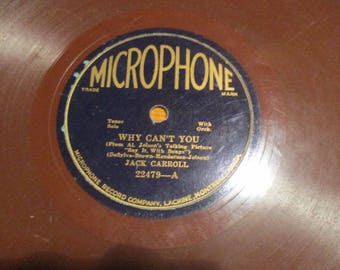 MICROPHONE
TRADE MARK
Tenor Solo
With Orch.
WHY CAN'T YOU
(From Al Jolson's Talking Picture
"Say It With Songs")
(DeSylva-Brown-Henderson-Jolson)
JACK CARROLL
22479—A
MICROPHONE RECORD COMPANY, LACHINE, MONTREAL